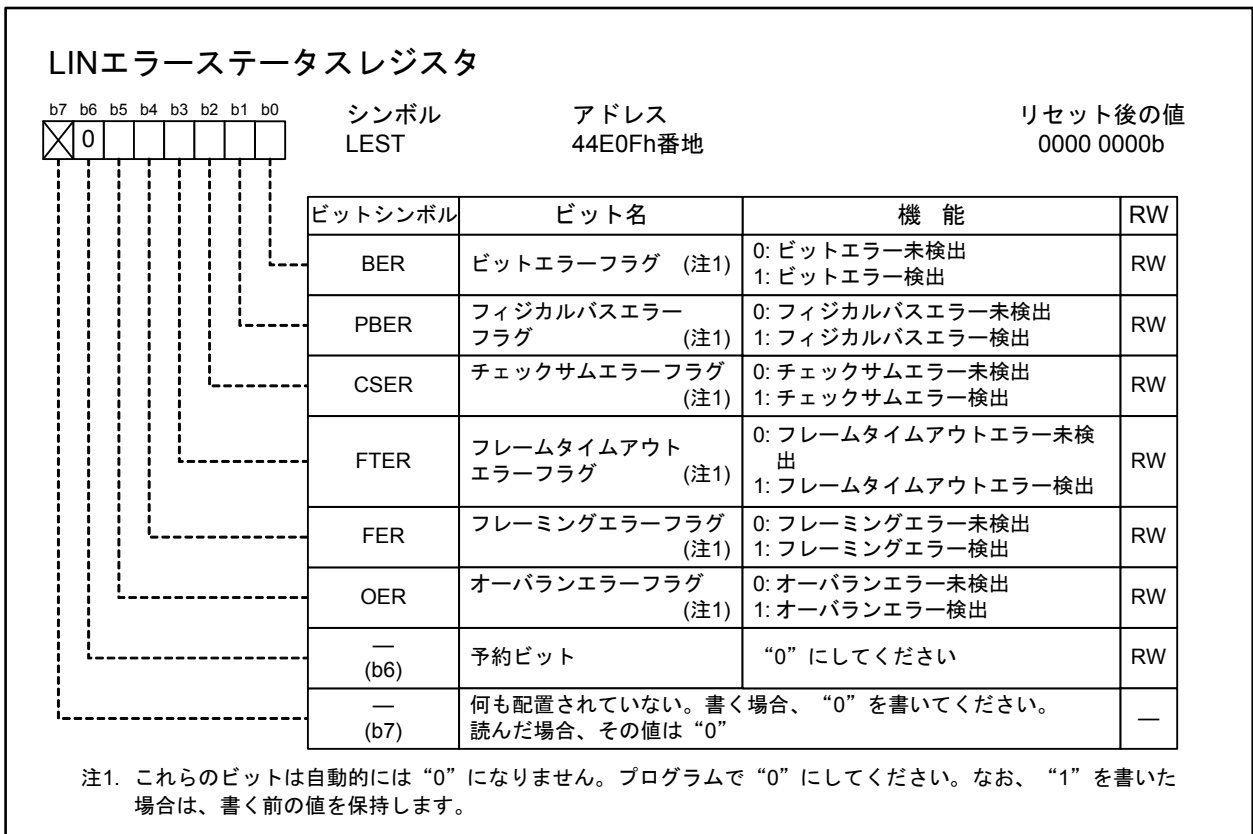 LINエラーステータスレジスタ
b7 b6 b5 b4 b3 b2 b1 b0
0
シンボル アドレス リセット後の値
LEST 44E0Fh番地 0000 0000b
ビットシンボル ビット名 機 能 RW
BER ビットエラーフラグ (注1) 0: ビットエラー未検出
1: ビットエラー検出 RW
PBER フィジカルバスエラー
フラグ (注1) 0: フィジカルバスエラー未検出
1: フィジカルバスエラー検出 RW
CSER チェックサムエラーフラグ
(注1) 0: チェックサムエラー未検出
1: チェックサムエラー検出 RW
FTER フレームタイムアウト
エラーフラグ (注1) 0: フレームタイムアウトエラー未検
出
1: フレームタイムアウトエラー検出 RW
FER フレーミングエラーフラグ
(注1) 0: フレーミングエラー未検出
1: フレーミングエラー検出 RW
OER オーバランエラーフラグ
(注1) 0: オーバランエラー未検出
1: オーバランエラー検出 RW
—
(b6) 予約ビット “0”にしてください RW
—
(b7) 何も配置されていない。書く場合、“0”を書いてください。
読んだ場合、その値は“0” —
注1. これらのビットは自動的には“0”になりません。プログラムで“0”にしてください。なお、“1”を書いた
場合は、書く前の値を保持します。